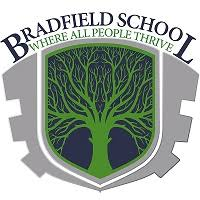 BRADFIELD SCHOOL
WHERE ALL PEOPLE THRIVE